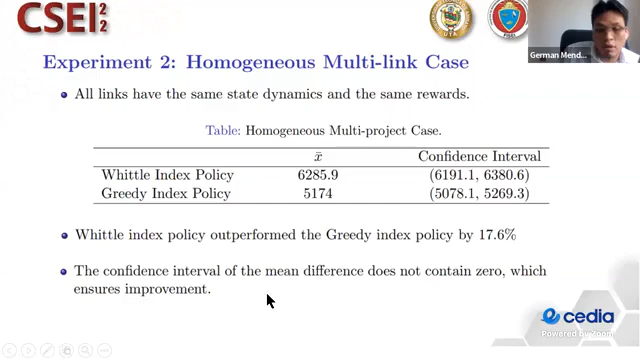 CSEI 22
UTA
FISEI
German Mend...
Experiment 2: Homogeneous Multi-link Case
All links have the same state dynamics and the same rewards.
Table: Homogeneous Multi-project Case.
x̄ Confidence Interval
Whittle Index Policy 6285.9 (6191.1, 6380.6)
Greedy Index Policy 5174 (5078.1, 5269.3)
Whittle index policy outperformed the Greedy index policy by 17.6%
The confidence interval of the mean difference does not contain zero, which
ensures improvement.
cedia
Powered by Zoom